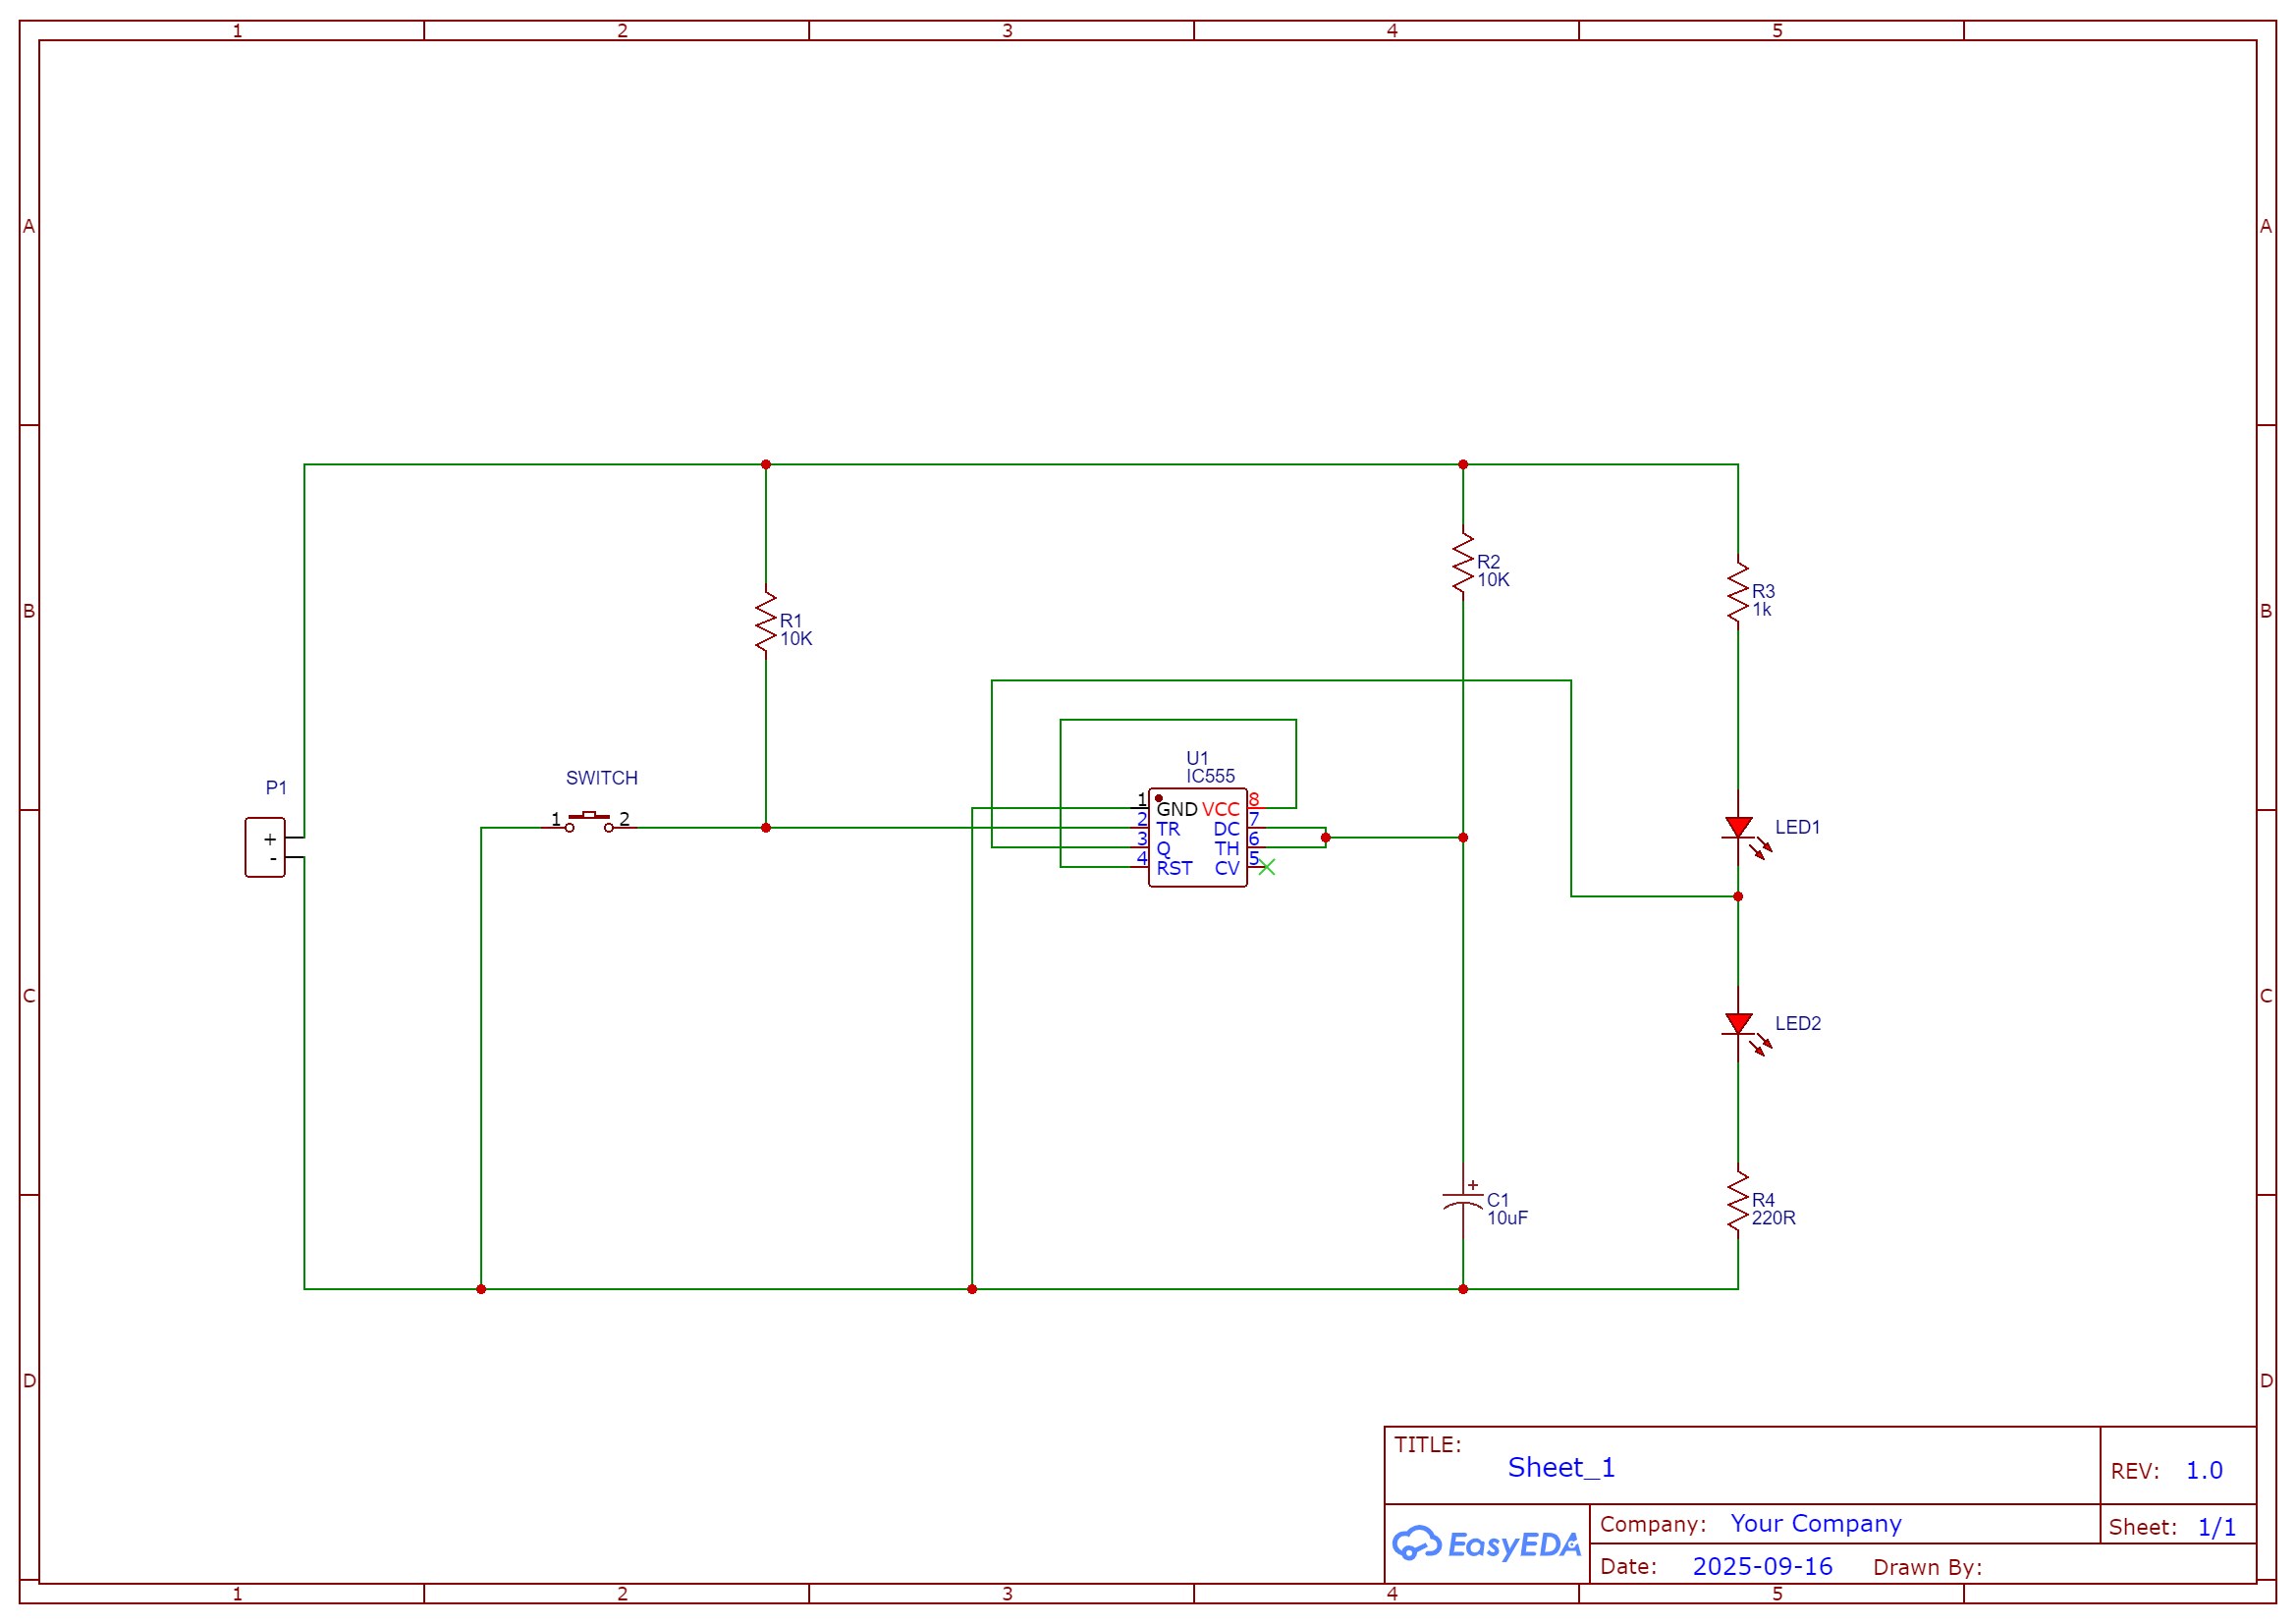 1 2 3 4 5
A A
B B
C C
D D
P1
+
-
SWITCH
1 2
R1
10K
R2
10K
R3
1k
U1
IC555
1 GND VCC 8
2 TR DC 7
3 Q TH 6
4 RST CV 5
LED1
LED2
+
C1
10uF
R4
220R
TITLE:
Sheet_1
REV: 1.0
EasyEDA
Company: Your Company
Sheet: 1/1
Date: 2025-09-16 Drawn By:
1 2 3 4 5